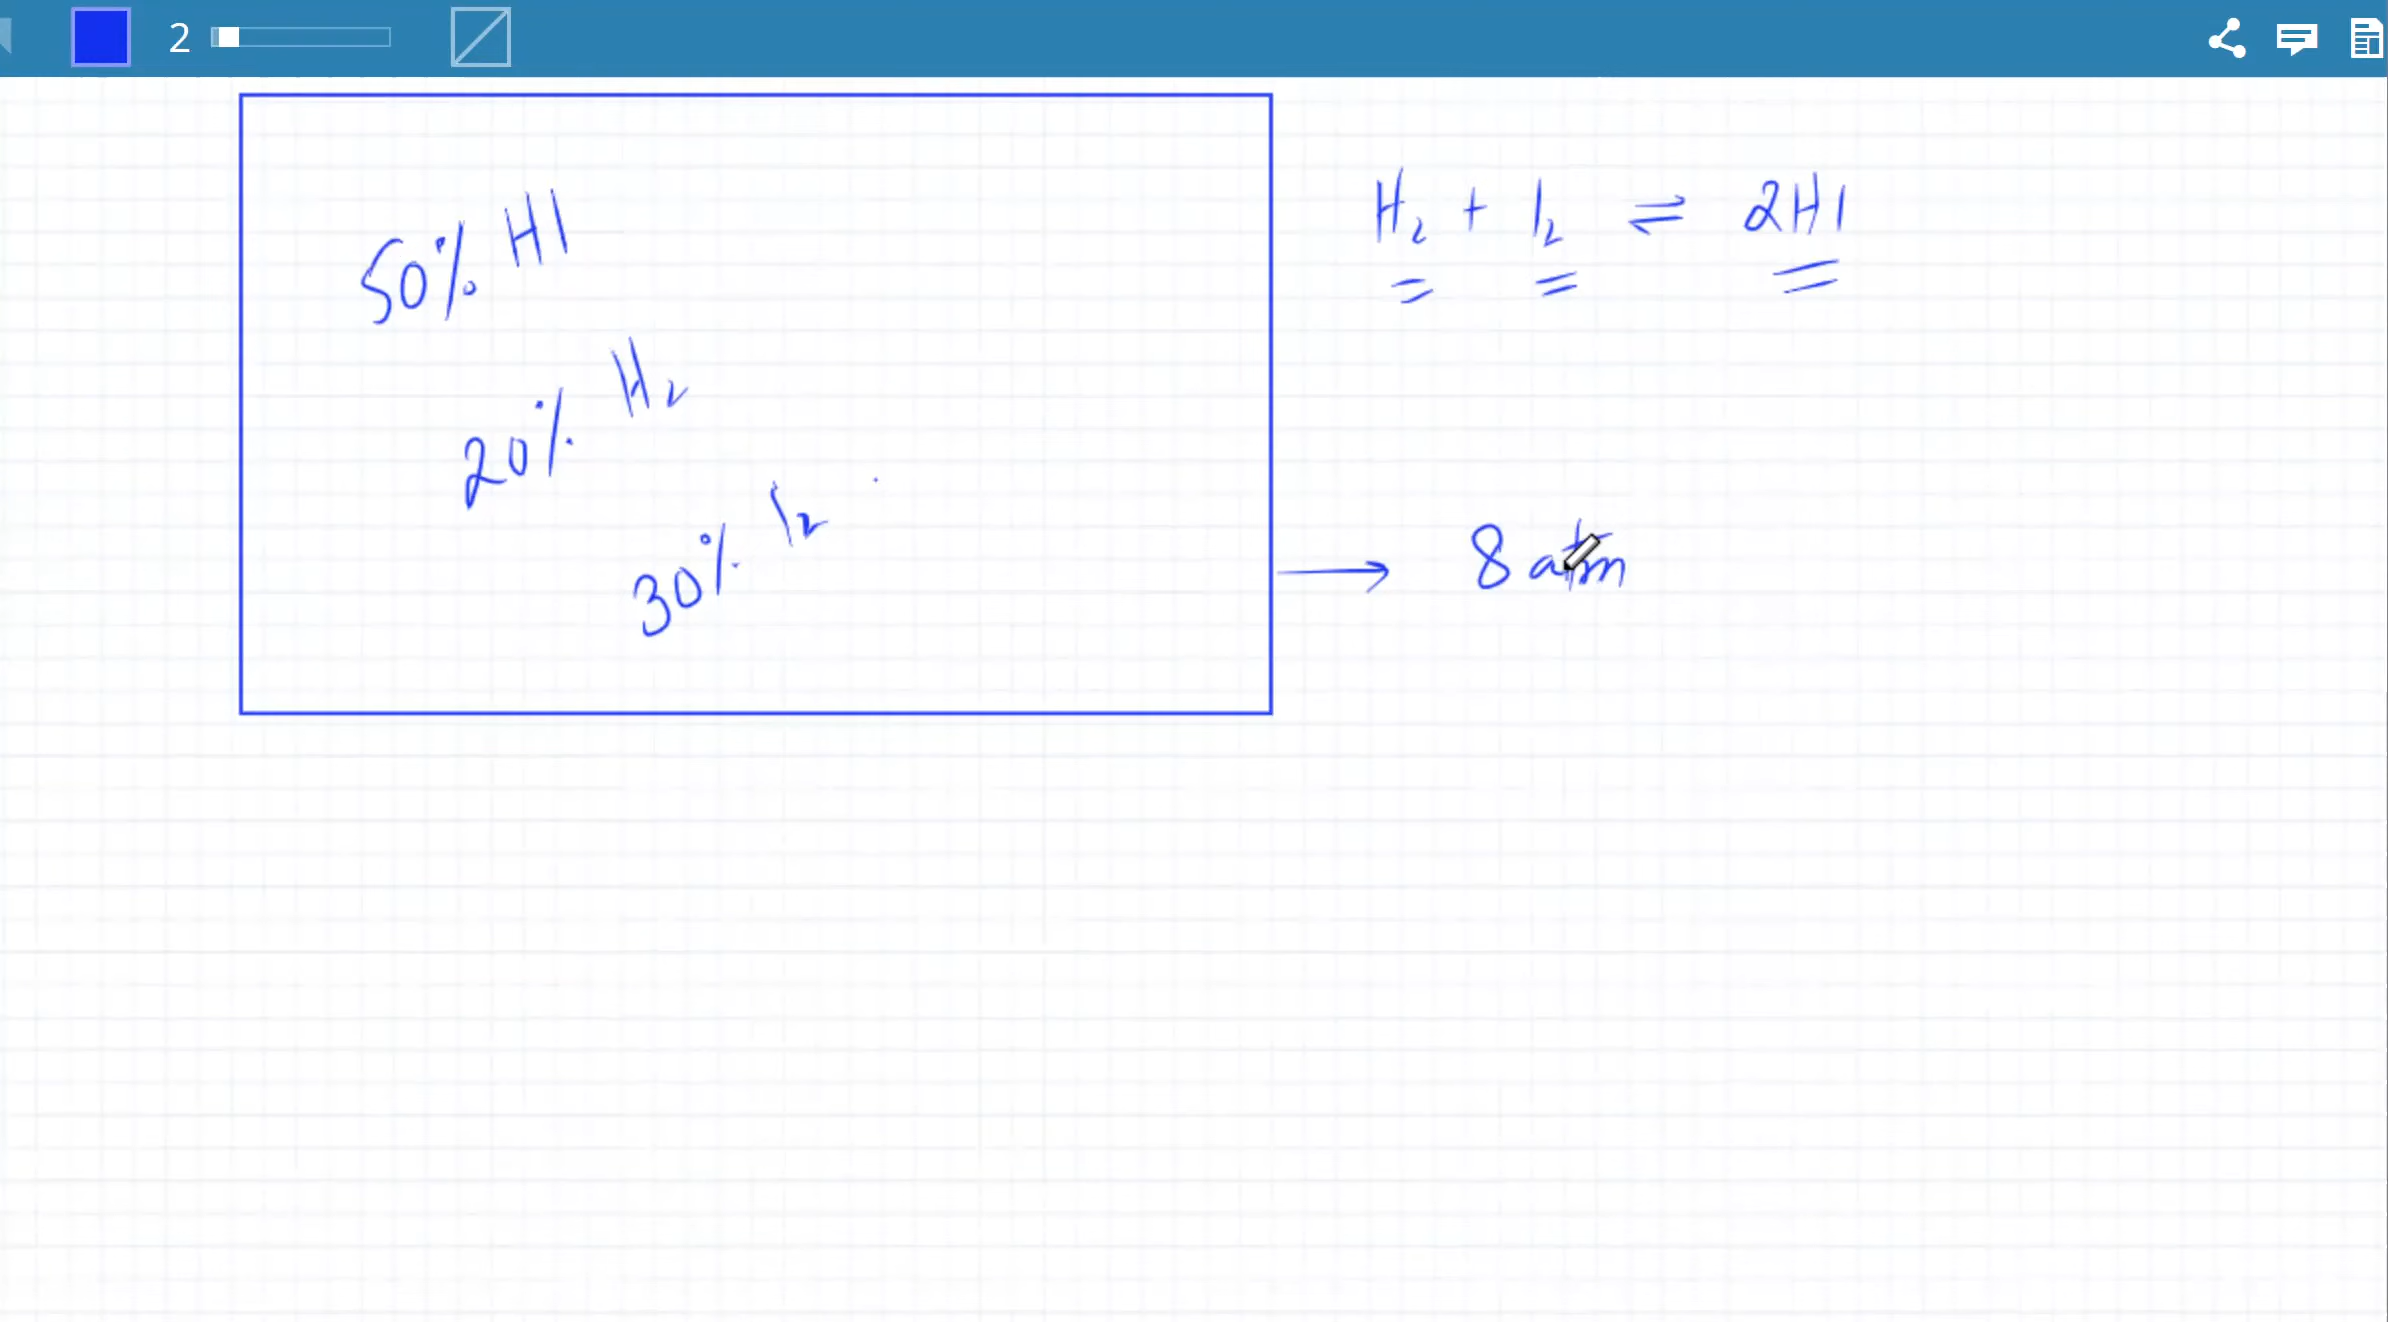 2
50% HI
H₂ + I₂ ⇌ 2HI
20% H₂
30% I₂
→ 8 atm